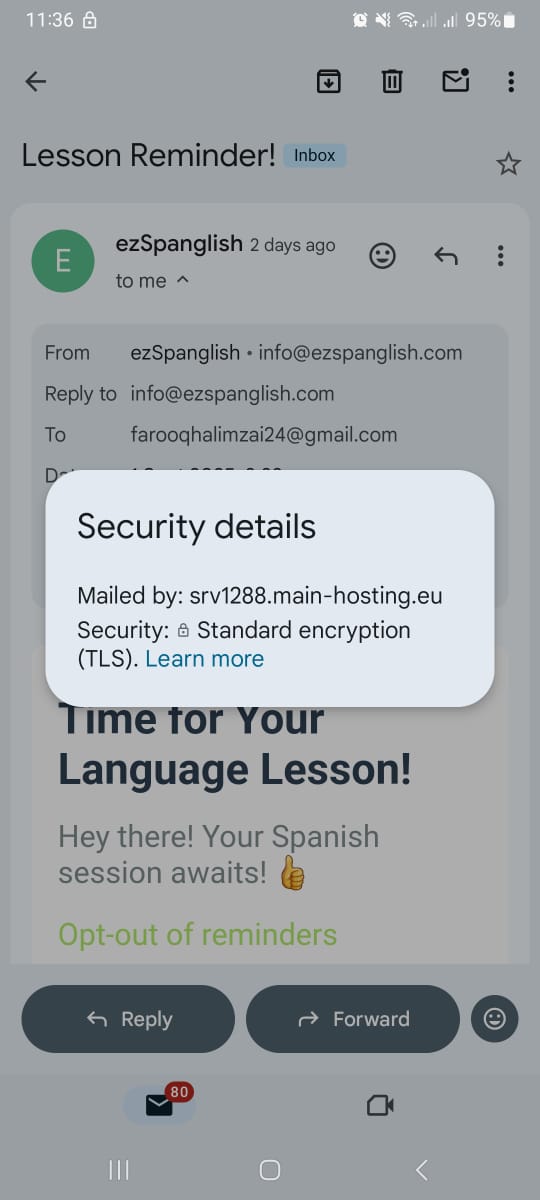 11:36
95%
Lesson Reminder! Inbox
E
ezSpanglish 2 days ago
to me
From ezSpanglish • info@ezspanglish.com
Reply to info@ezspanglish.com
To farooqhalimzai24@gmail.com
Security details
Mailed by: srv1288.main-hosting.eu
Security: Standard encryption
(TLS). Learn more
Time for Your
Language Lesson!
Hey there! Your Spanish
session awaits! 👍
Opt-out of reminders
Reply
Forward
80